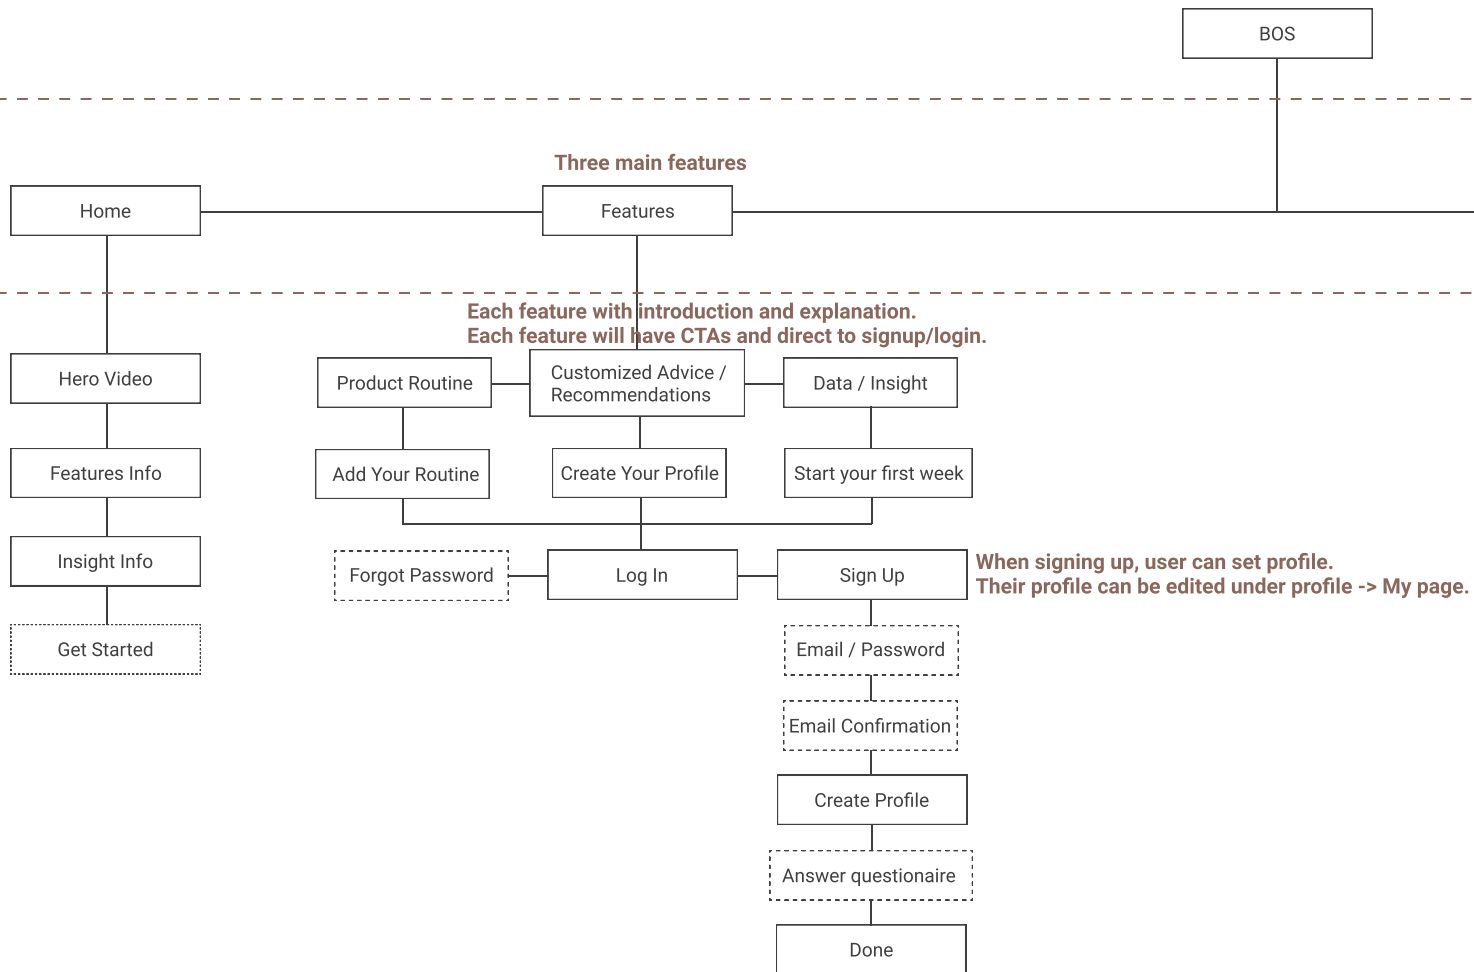 BOS
Three main features
Home
Features
Each feature with introduction and explanation.
Each feature will have CTAs and direct to signup/login.
Hero Video
Product Routine
Customized Advice /
Recommendations
Data / Insight
Features Info
Add Your Routine
Create Your Profile
Start your first week
Insight Info
Forgot Password
Log In
Sign Up
When signing up, user can set profile.
Their profile can be edited under profile -> My page.
Get Started
Email / Password
Email Confirmation
Create Profile
Answer questionaire
Done